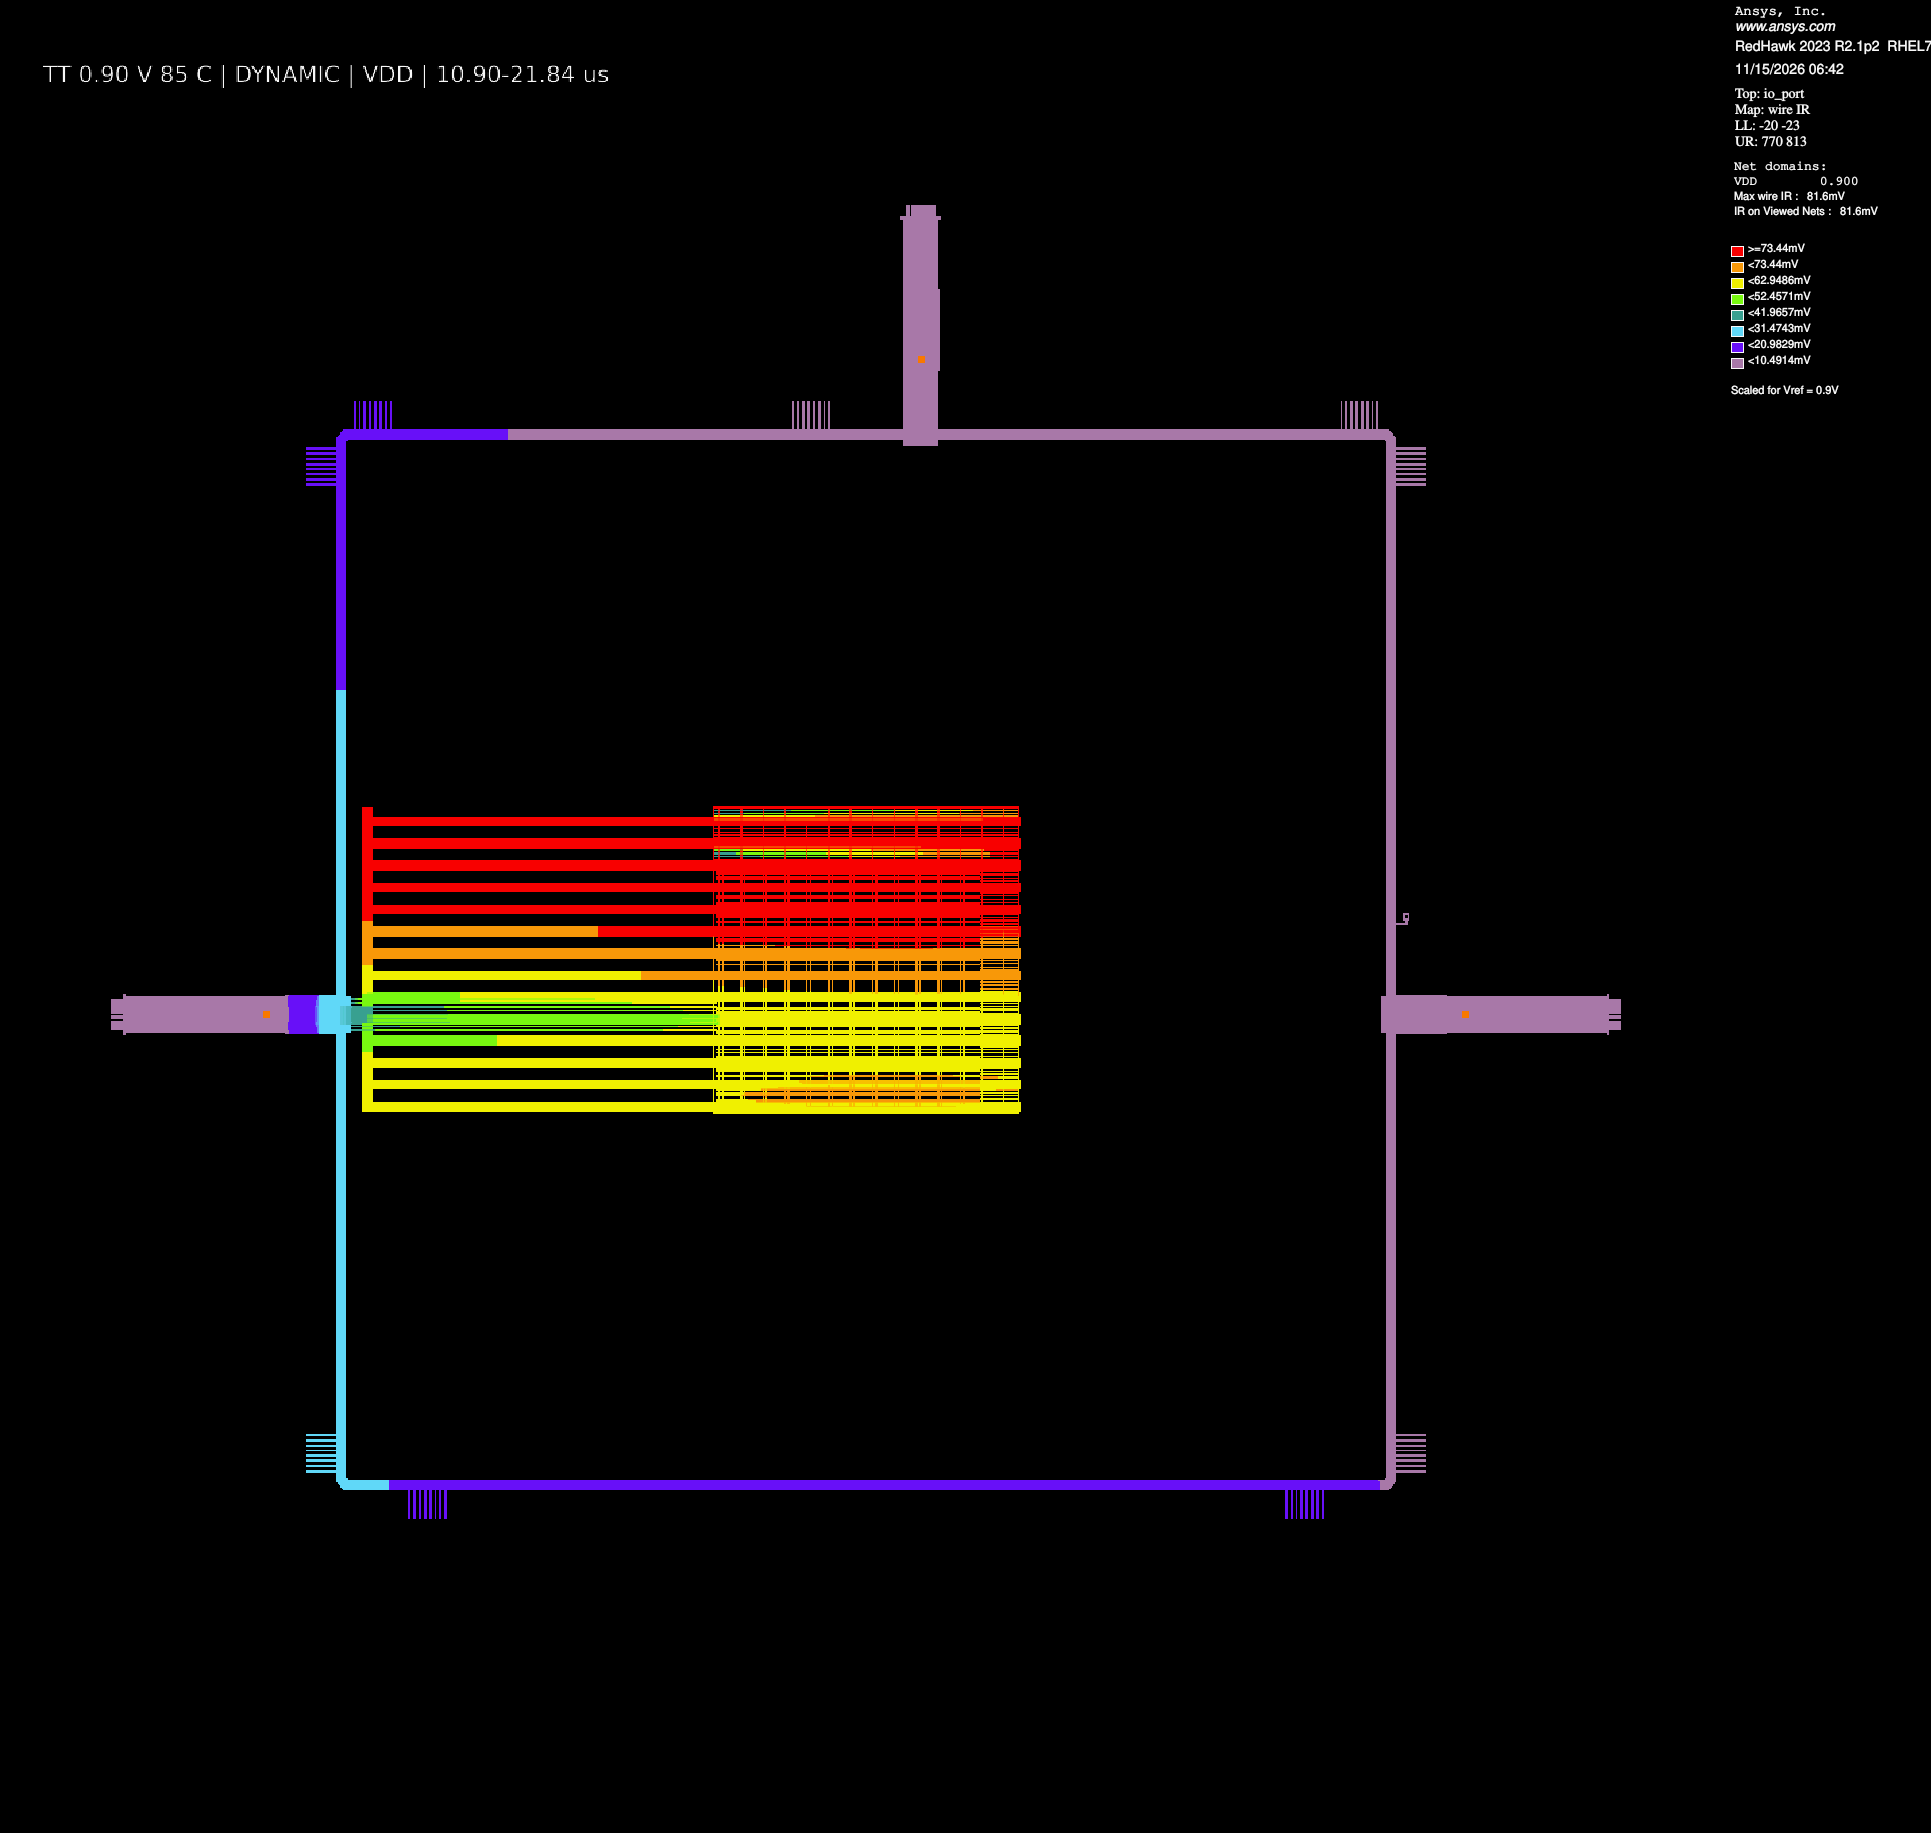 TT 0.90 V 85 C | DYNAMIC | VDD | 10.90-21.84 us
Ansys, Inc.
www.ansys.com
RedHawk 2023 R2.1p2 RHEL7
11/15/2026 06:42
Top: io_port
Map: wire IR
LL: -20 -23
UR: 770 813
Net domains:
VDD 0.900
Max wire IR : 81.6mV
IR on Viewed Nets : 81.6mV
>=73.44mV
<73.44mV
<62.9486mV
<52.4571mV
<41.9657mV
<31.4743mV
<20.9829mV
<10.4914mV
Scaled for Vref = 0.9V